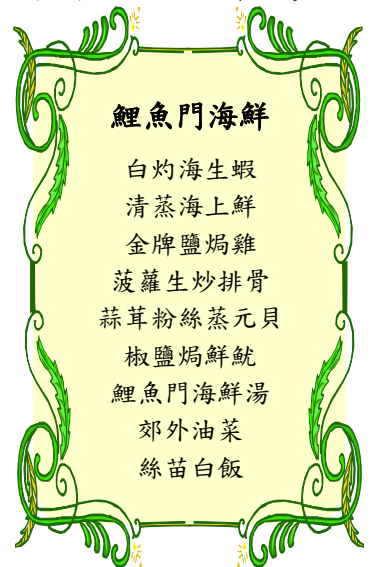 鯉魚門海鮮
白灼海生蝦
清蒸海上鮮
金牌鹽焗雞
菠蘿生炒排骨
蒜茸粉絲蒸元貝
椒鹽焗鮮魷
鯉魚門海鮮湯
郊外油菜
絲苗白飯